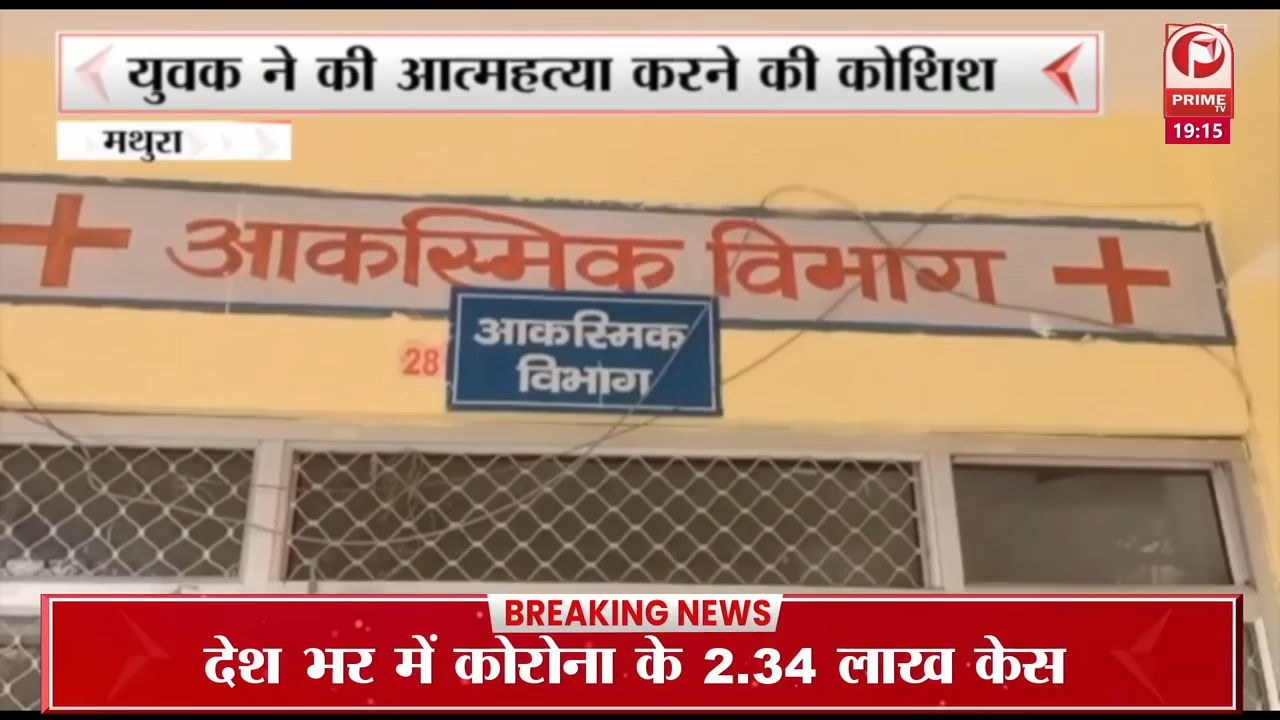 युवक ने की आत्महत्या करने की कोशिश
PRIME
TV
19:15
मथुरा
आकस्मिक विभाग
28
आकस्मिक
विभाग
BREAKING NEWS
देश भर में कोरोना के 2.34 लाख केस